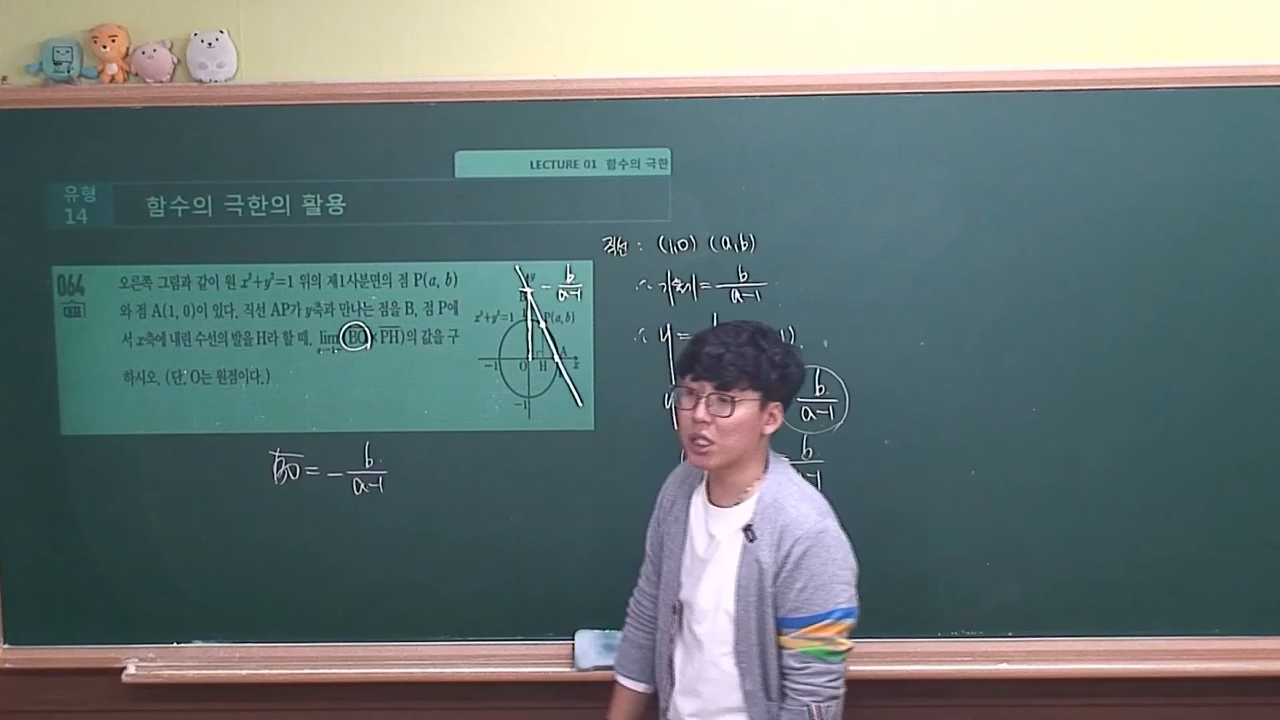 LECTURE 01 함수의 극한
유형
14
함수의 극한의 활용
064
대표
오른쪽 그림과 같이 원 x²+y²=1 위의 제1사분면의 점 P(a, b)
와 점 A(1, 0)이 있다. 직선 AP가 y축과 만나는 점을 B, 점 P에
서 x축에 내린 수선의 발을 H라 할 때, lim (BO×PH)의 값을 구
하시오. (단, O는 원점이다.)
y
B
x²+y²=1
P(a, b)
−1
O
H
A
x
−1
- b/(a-1)
직선 : (1,0) (a,b)
∴ 기울기 = b/(a-1)
∴ y = 1)
y
b/(a-1)
b
BO = - b/(a-1)